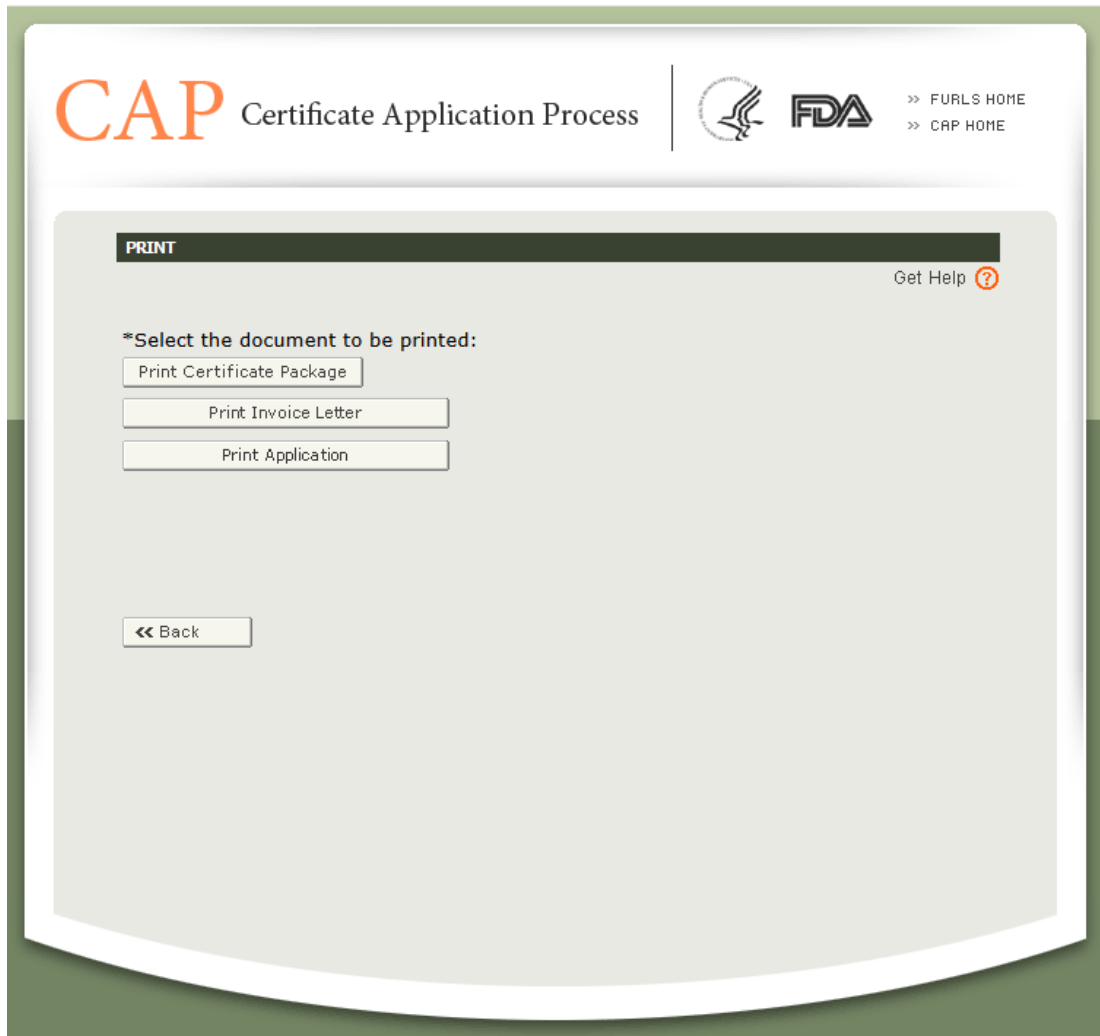 CAP Certificate Application Process
FDA
>> FURLS HOME
>> CAP HOME
PRINT
Get Help ?
*Select the document to be printed:
Print Certificate Package
Print Invoice Letter
Print Application
<< Back